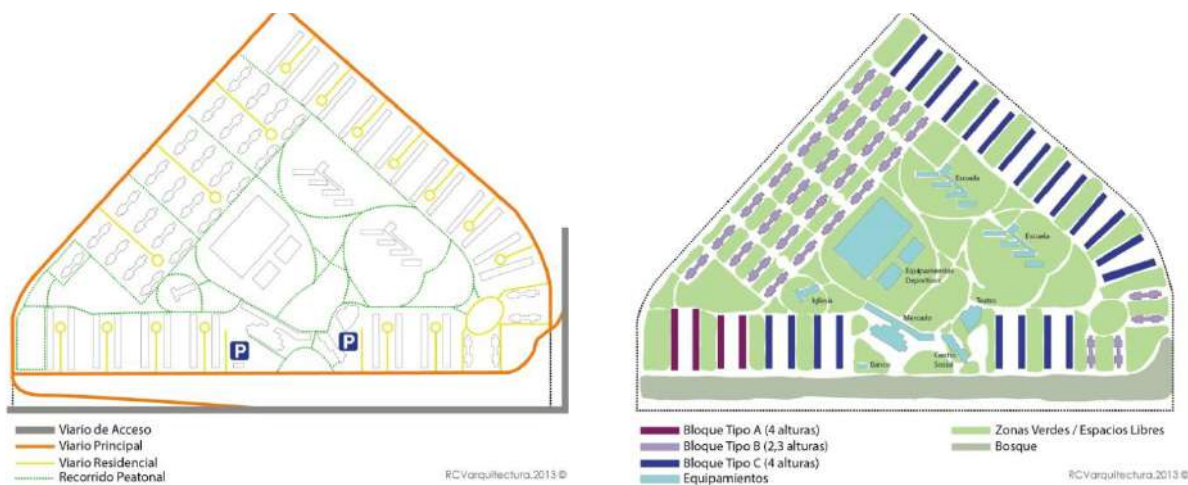 P
P
Viario de Acceso
Viario Principal
Viario Residencial
Recorrido Peatonal
RCVarquitectura.2013 ©
Escuela
Escuela
Equipamientos
Deportivos
Iglesia
Teatro
Mercado
Centro
Social
Banco
Bloque Tipo A (4 alturas)
Bloque Tipo B (2,3 alturas)
Bloque Tipo C (4 alturas)
Equipamientos
Zonas Verdes / Espacios Libres
Bosque
RCVarquitectura.2013 ©